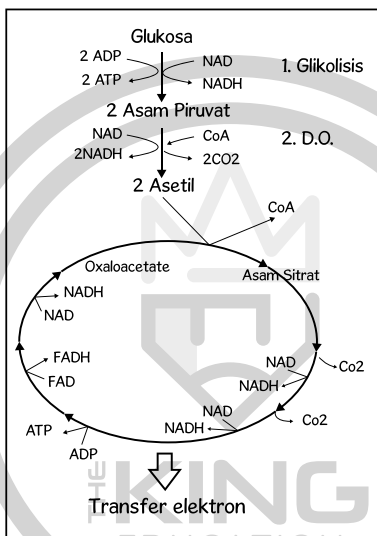 Glukosa
2 ADP
NAD
1. Glikolisis
2 ATP
NADH
2 Asam Piruvat
NAD
CoA
2. D.O.
2NADH
2CO2
2 Asetil
CoA
Oxaloacetate
Asam Sitrat
NADH
NAD
FADH
FAD
NAD
Co2
NADH
NAD
Co2
NADH
ATP
ADP
THE KING
EDUCATION
Transfer elektron